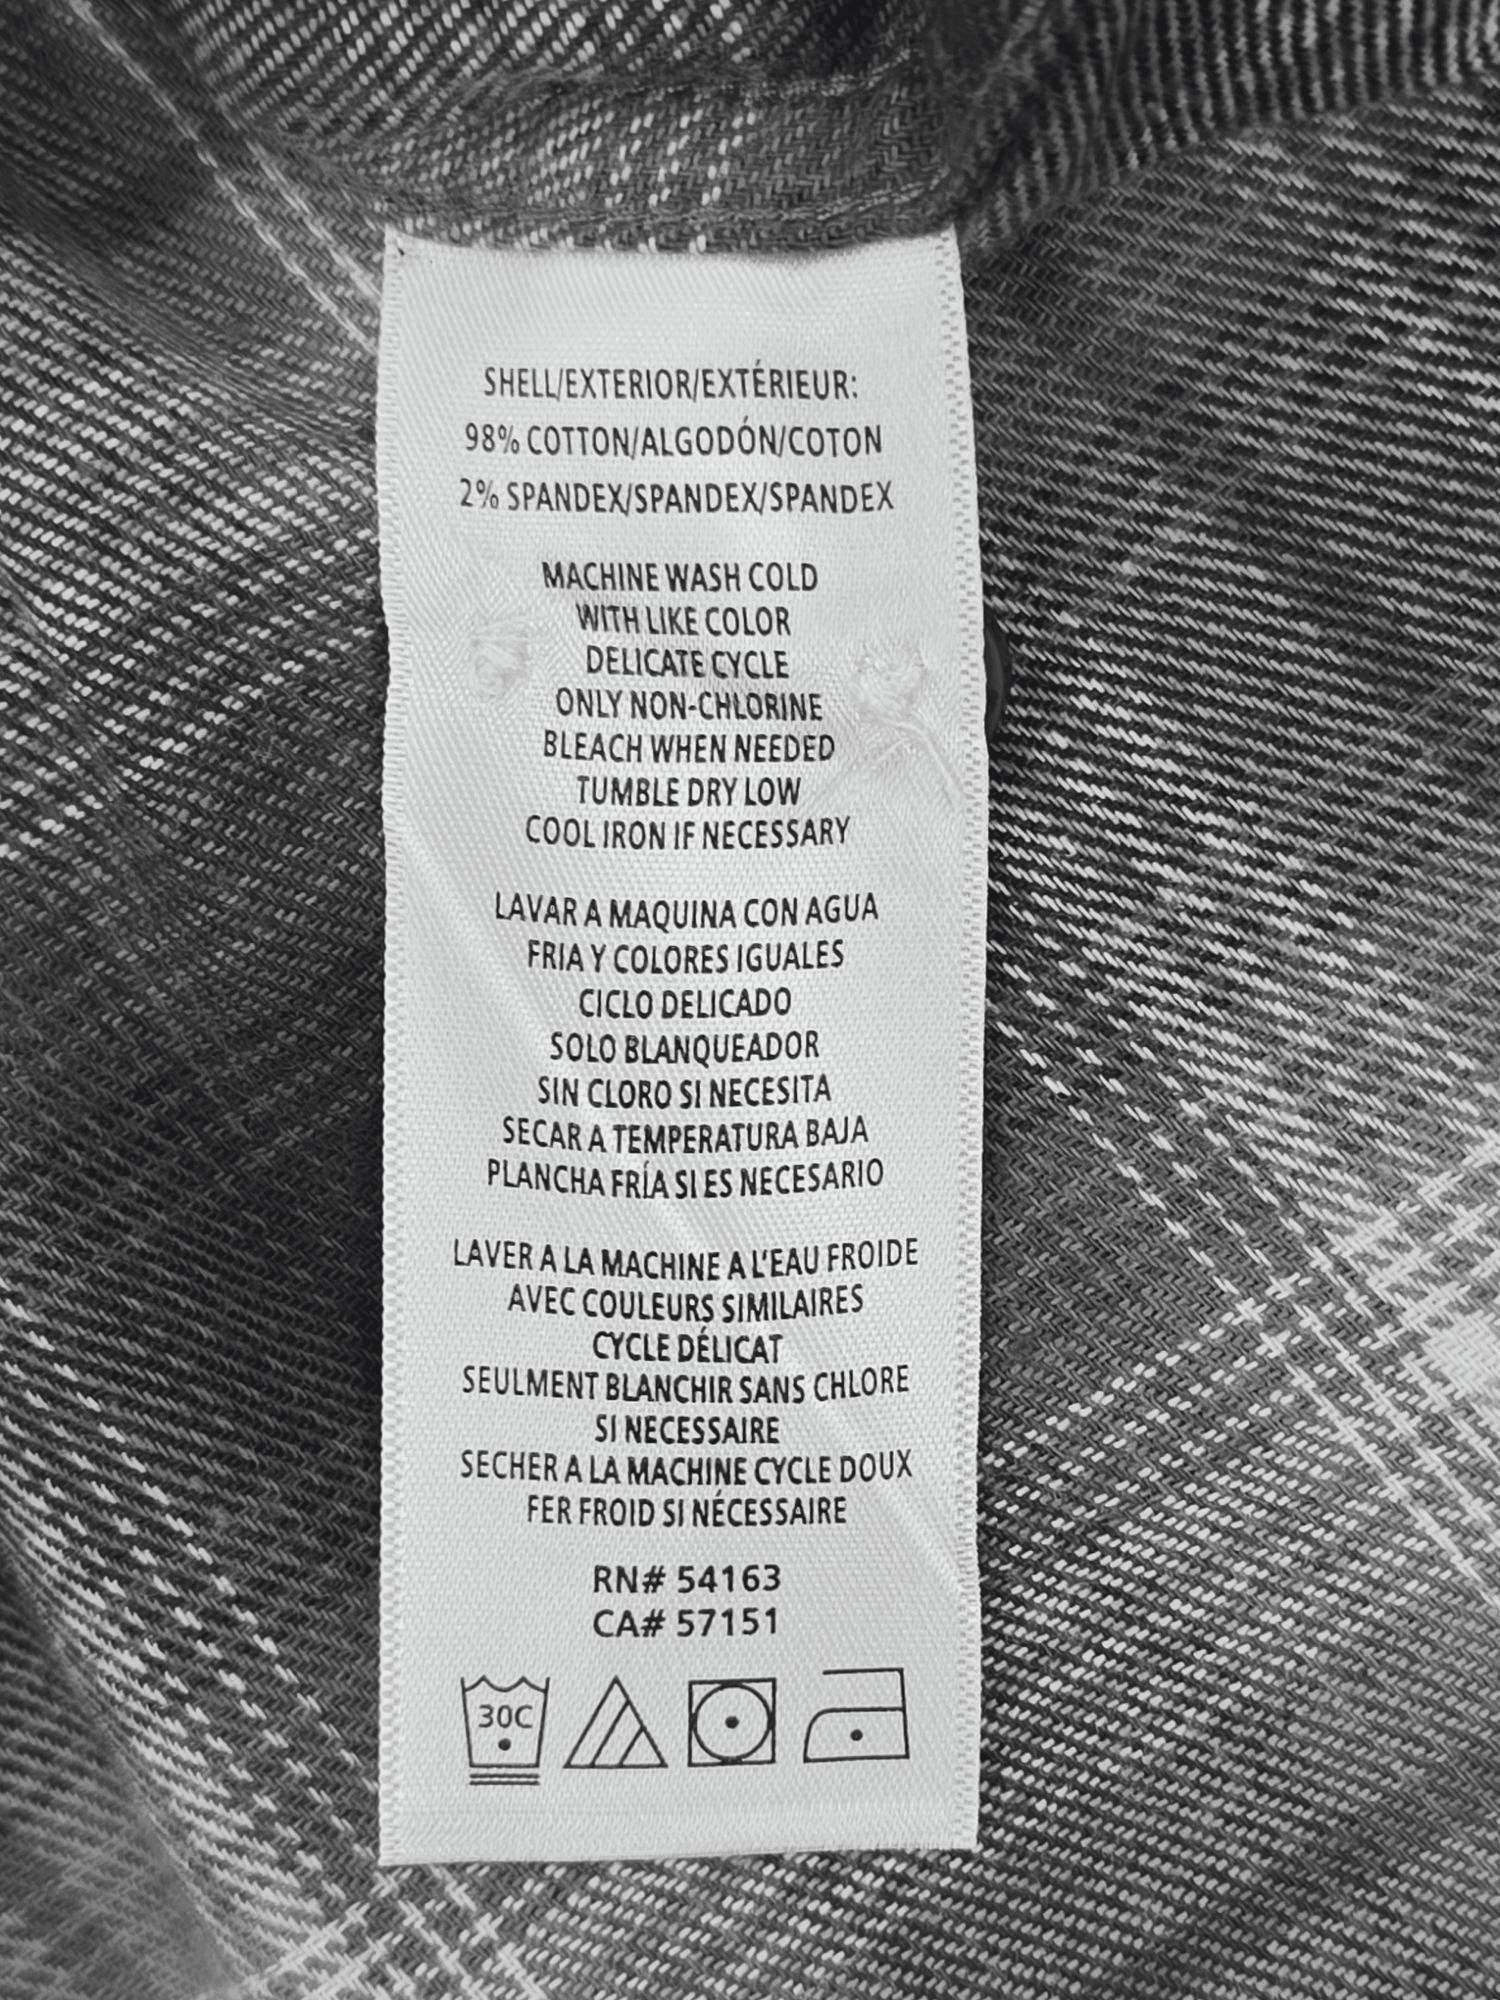 SHELL/EXTERIOR/EXTÉRIEUR:
98% COTTON/ALGODÓN/COTON
2% SPANDEX/SPANDEX/SPANDEX
MACHINE WASH COLD
WITH LIKE COLOR
DELICATE CYCLE
ONLY NON-CHLORINE
BLEACH WHEN NEEDED
TUMBLE DRY LOW
COOL IRON IF NECESSARY
LAVAR A MAQUINA CON AGUA
FRIA Y COLORES IGUALES
CICLO DELICADO
SOLO BLANQUEADOR
SIN CLORO SI NECESITA
SECAR A TEMPERATURA BAJA
PLANCHA FRÍA SI ES NECESARIO
LAVER A LA MACHINE A L'EAU FROIDE
AVEC COULEURS SIMILAIRES
CYCLE DÉLICAT
SEULMENT BLANCHIR SANS CHLORE
SI NECESSAIRE
SECHER A LA MACHINE CYCLE DOUX
FER FROID SI NÉCESSAIRE
RN# 54163
CA# 57151
30C